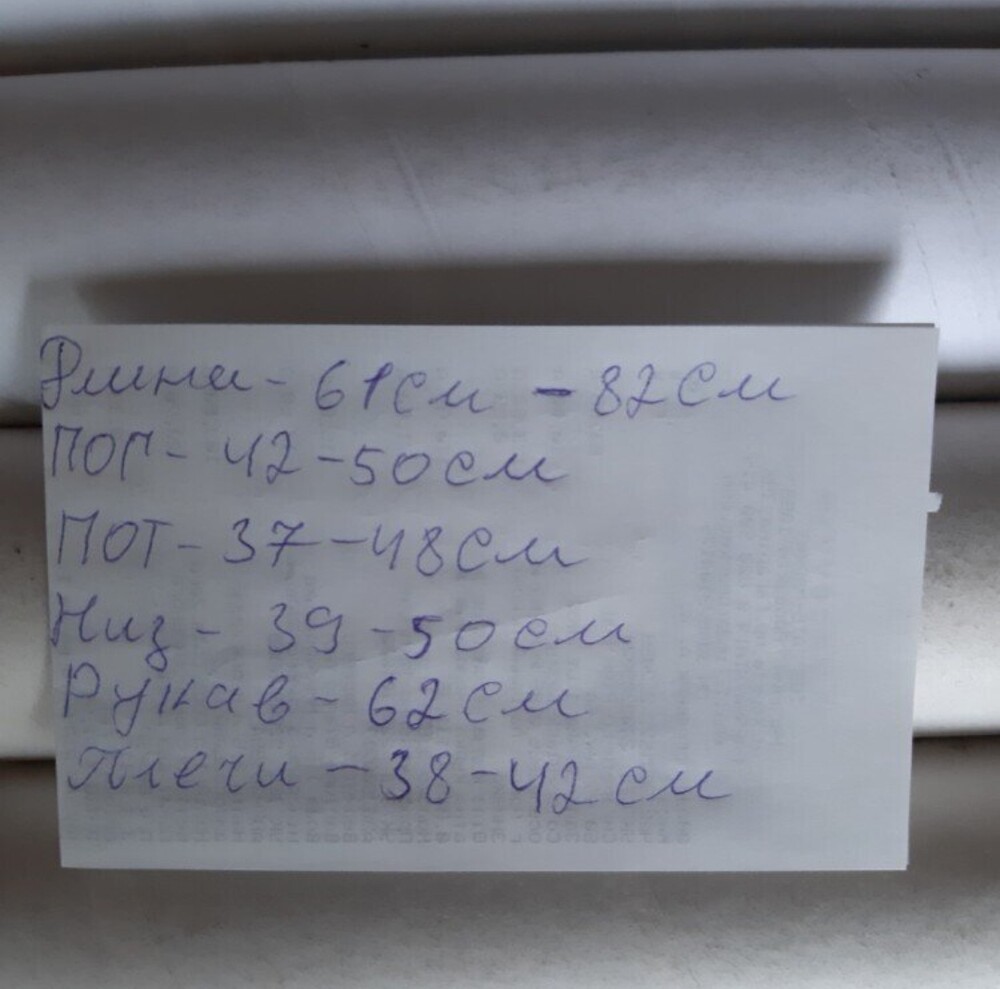 Длина - 61см - 82см
ПОГ - 42-50см
ПОТ - 37-48см
Низ - 39-50см
Рукав - 62см
Плечи - 38-42см